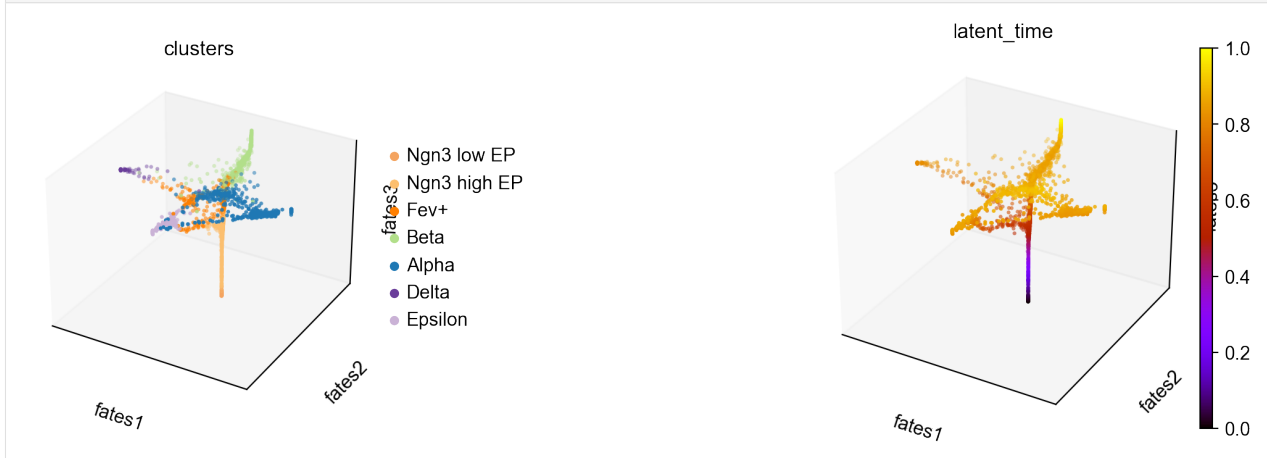 clusters
Ngn3 low EP
Ngn3 high EP
Fev+
Beta
Alpha
Delta
Epsilon
fates3
fates1
fates2
latent_time
1.0
0.8
0.6
0.4
0.2
0.0
fates1
fates2